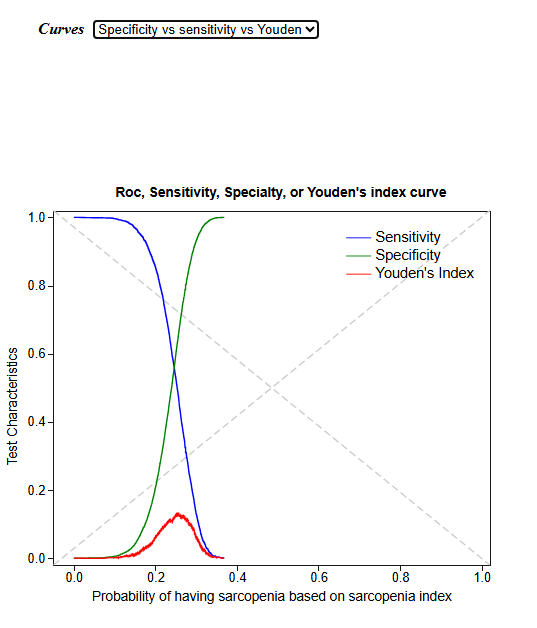 Curves Specificity vs sensitivity vs Youden
Roc, Sensitivity, Specialty, or Youden's index curve
1.0
0.8
0.6
0.4
0.2
0.0
Test Characteristics
Sensitivity
Specificity
Youden's Index
0.0 0.2 0.4 0.6 0.8 1.0
Probability of having sarcopenia based on sarcopenia index